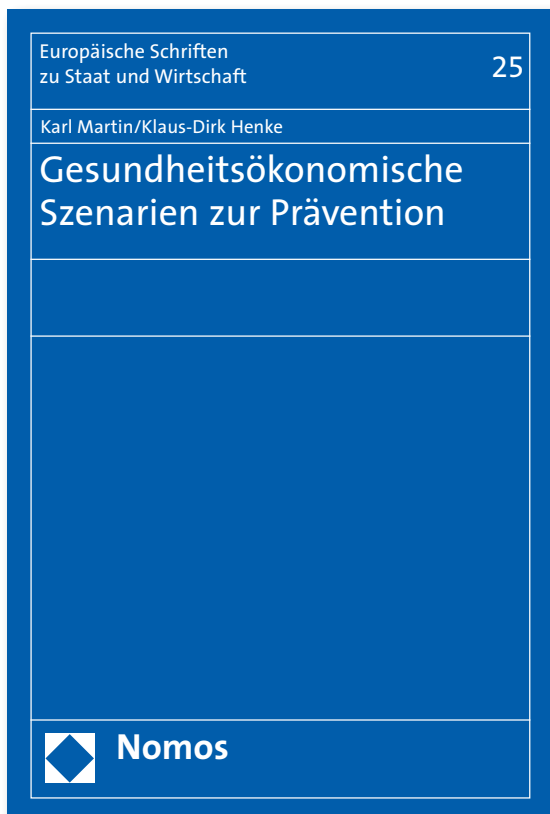 Europäische Schriften
zu Staat und Wirtschaft
25
Karl Martin/Klaus-Dirk Henke
Gesundheitsökonomische
Szenarien zur Prävention
Nomos